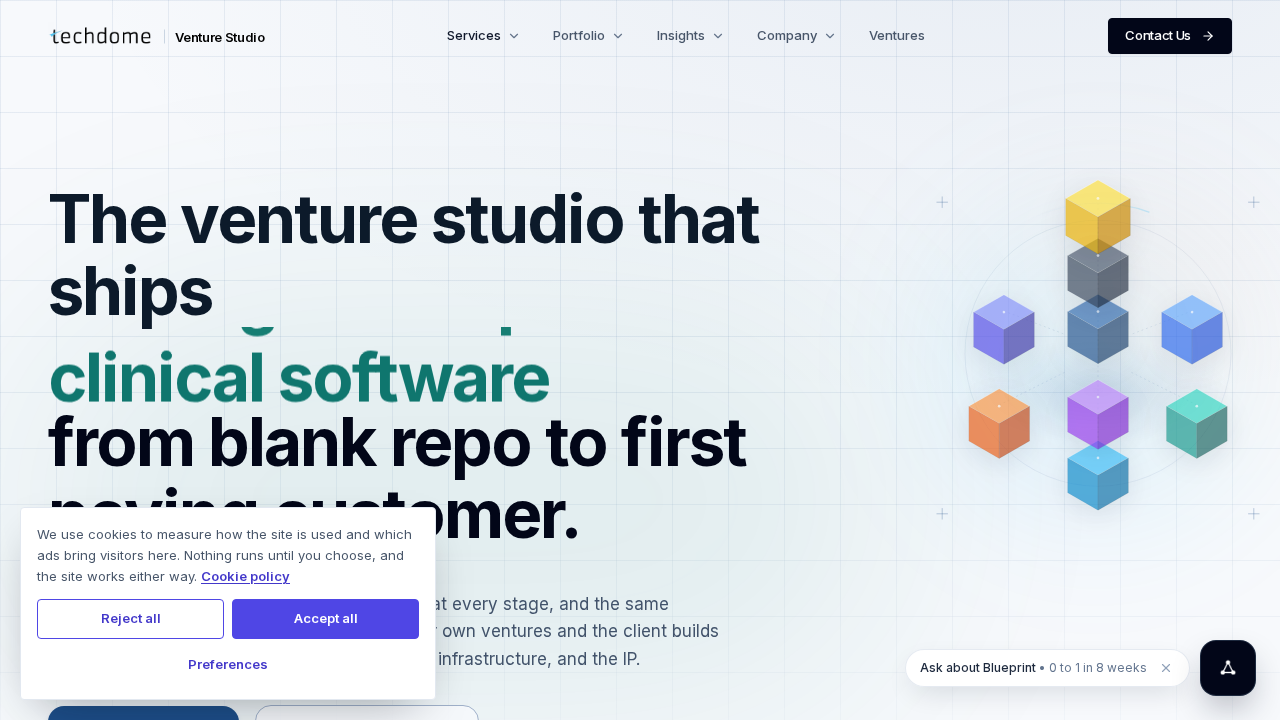 techdome Venture Studio
Services
Portfolio
Insights
Company
Ventures
Contact Us
The venture studio that
ships
clinical software
from blank repo to first
customer.
We use cookies to measure how the site is used and which
ads bring visitors here. Nothing runs until you choose, and
the site works either way. Cookie policy
Reject all
Accept all
Preferences
at every stage, and the same
own ventures and the client builds
infrastructure, and the IP.
Ask about Blueprint • 0 to 1 in 8 weeks